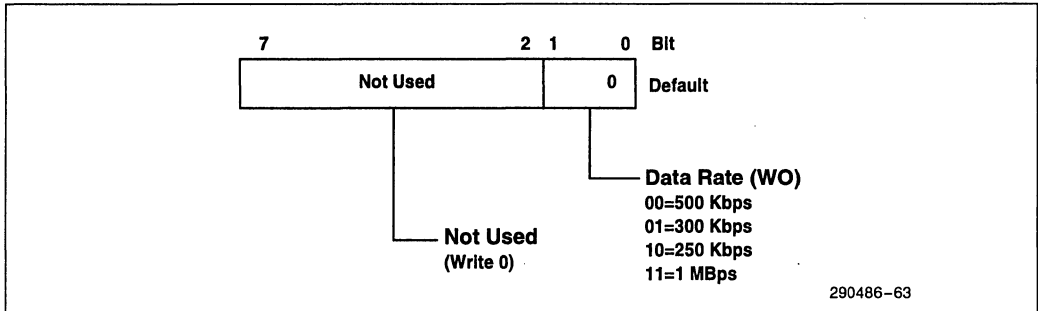 7 2 1 0 Bit
Not Used 0 Default
Data Rate (WO)
00=500 Kbps
01=300 Kbps
10=250 Kbps
11=1 MBps
Not Used
(Write 0)
290486-63